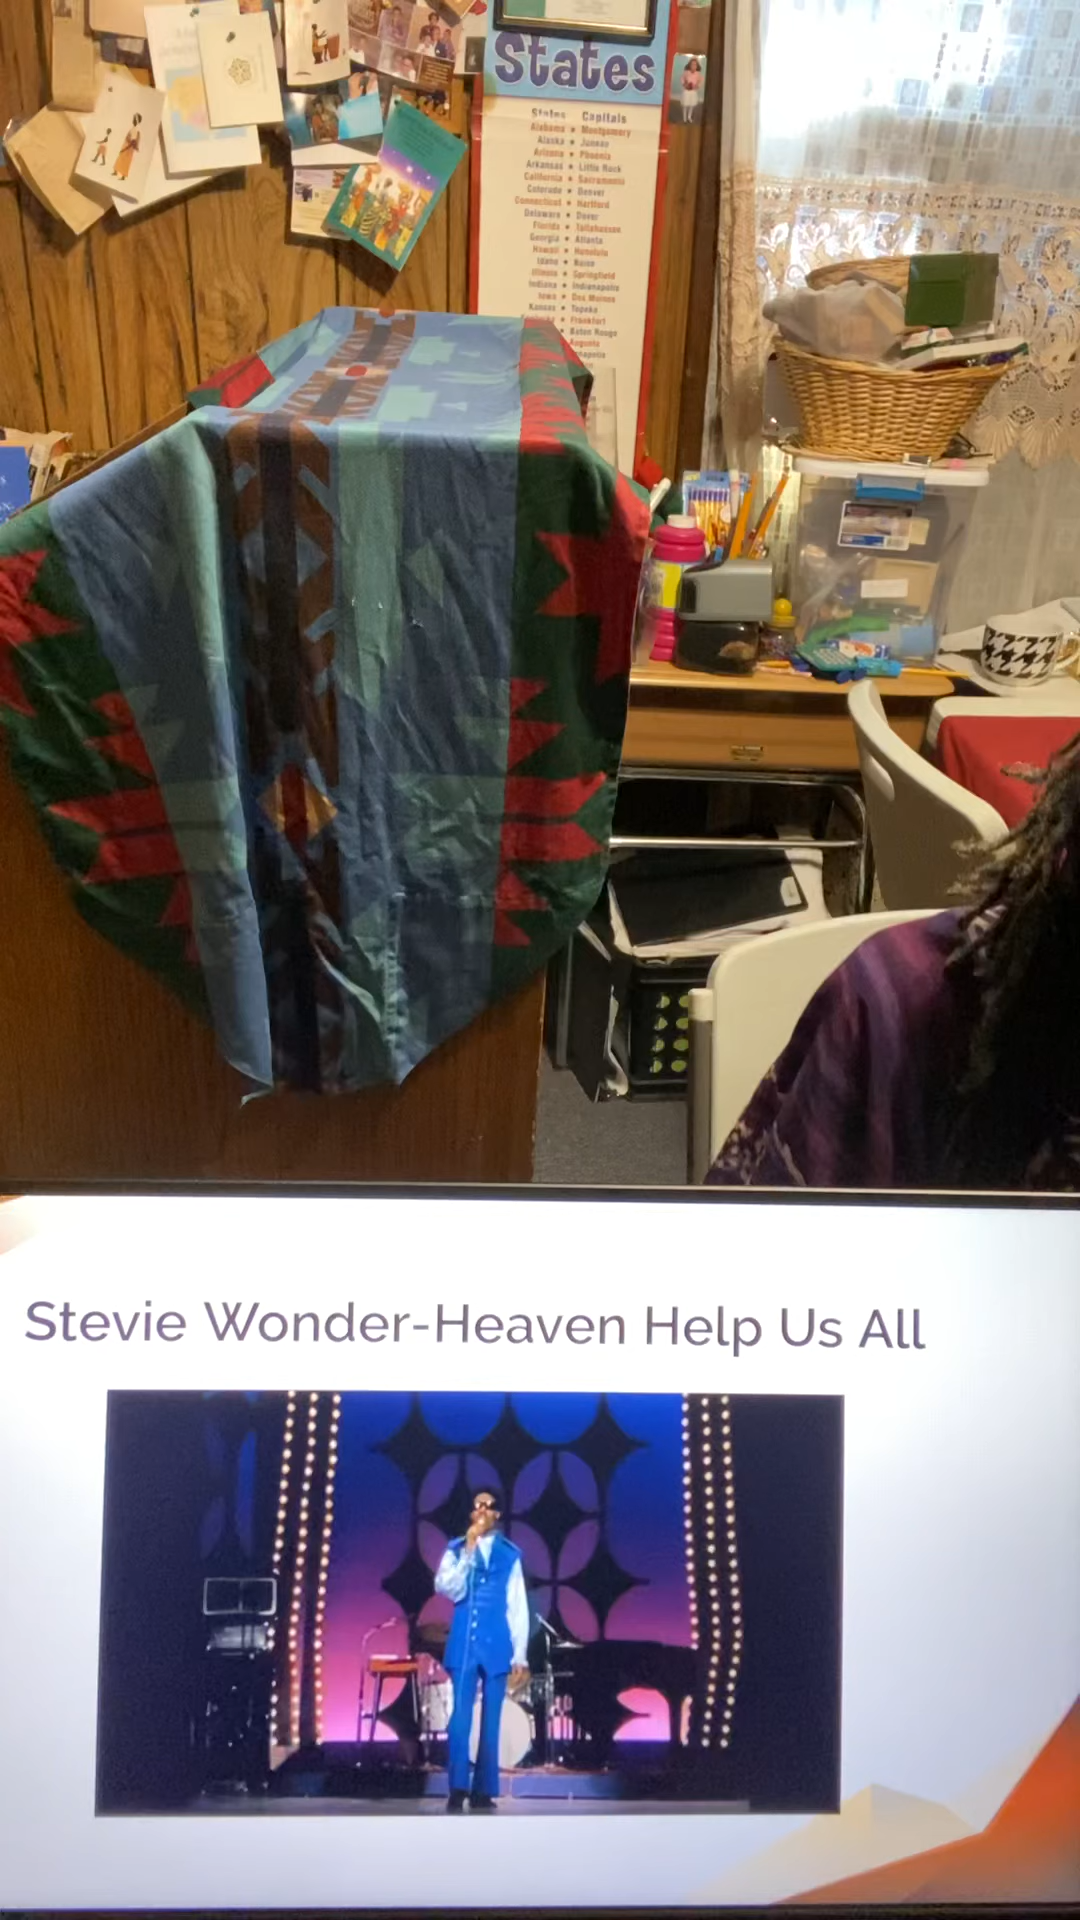 States
States Capitals
Alabama • Montgomery
Alaska • Juneau
Arizona • Phoenix
Arkansas • Little Rock
California • Sacramento
Colorado • Denver
Connecticut • Hartford
Delaware • Dover
Florida • Tallahassee
Georgia • Atlanta
Hawaii • Honolulu
Idaho • Boise
Illinois • Springfield
Indiana • Indianapolis
Iowa • Des Moines
Kansas • Topeka
Kentucky • Frankfort
• Baton Rouge
Augusta
napolis
Stevie Wonder-Heaven Help Us All